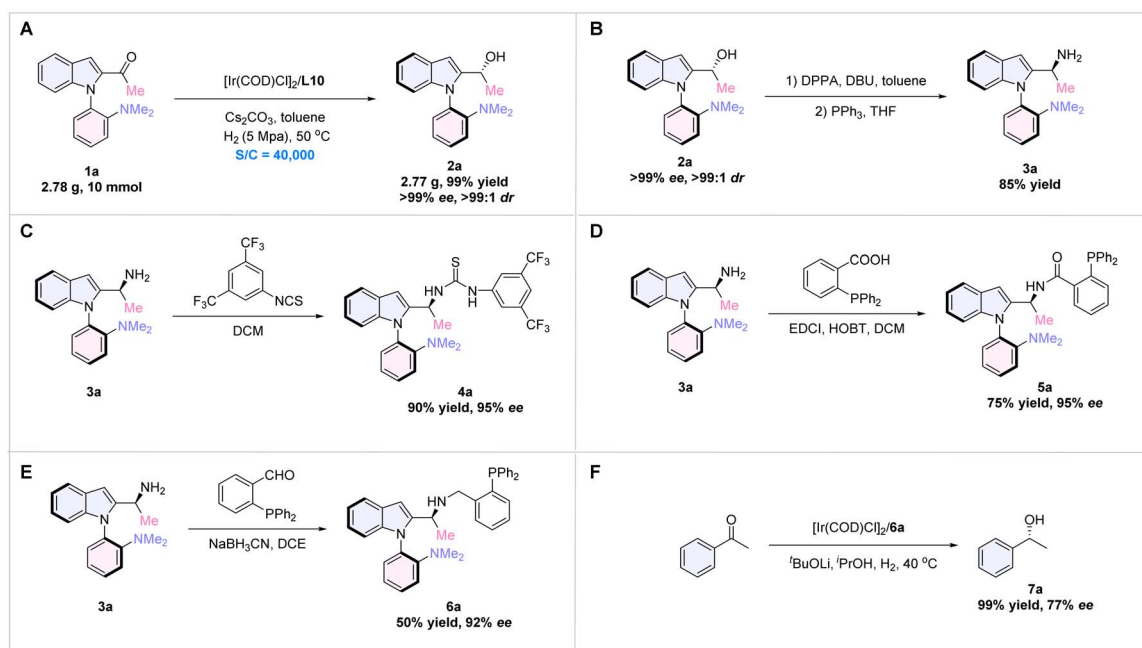 A
O
Me
N
NMe2
1a
2.78 g, 10 mmol
[Ir(COD)Cl]2/L10
Cs2CO3, toluene
H2 (5 Mpa), 50 °C
S/C = 40,000
OH
Me
N
NMe2
2a
2.77 g, 99% yield
>99% ee, >99:1 dr
B
OH
Me
N
NMe2
2a
>99% ee, >99:1 dr
1) DPPA, DBU, toluene
2) PPh3, THF
NH2
Me
N
NMe2
3a
85% yield
C
NH2
Me
N
NMe2
3a
CF3
F3C
NCS
DCM
S
HN
NH
CF3
CF3
Me
N
NMe2
4a
90% yield, 95% ee
D
NH2
Me
N
NMe2
3a
COOH
PPh2
EDCI, HOBT, DCM
O
PPh2
HN
Me
N
NMe2
5a
75% yield, 95% ee
E
NH2
Me
N
NMe2
3a
CHO
PPh2
NaBH3CN, DCE
PPh2
HN
Me
N
NMe2
6a
50% yield, 92% ee
F
O
[Ir(COD)Cl]2/6a
tBuOLi, iPrOH, H2, 40 °C
OH
7a
99% yield, 77% ee